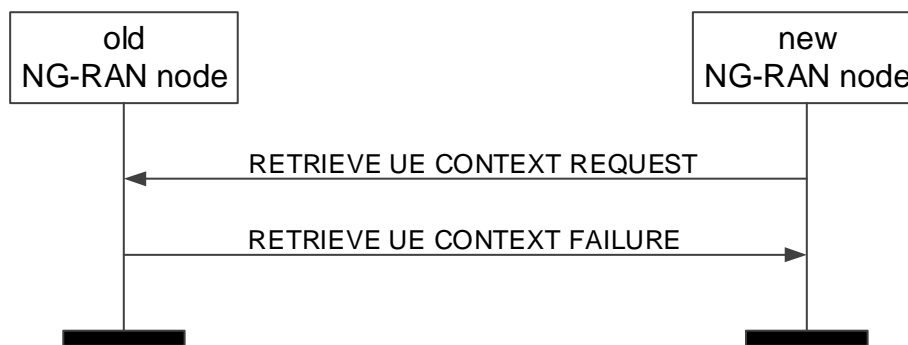 old
NG-RAN node
new
NG-RAN node
RETRIEVE UE CONTEXT REQUEST
RETRIEVE UE CONTEXT FAILURE